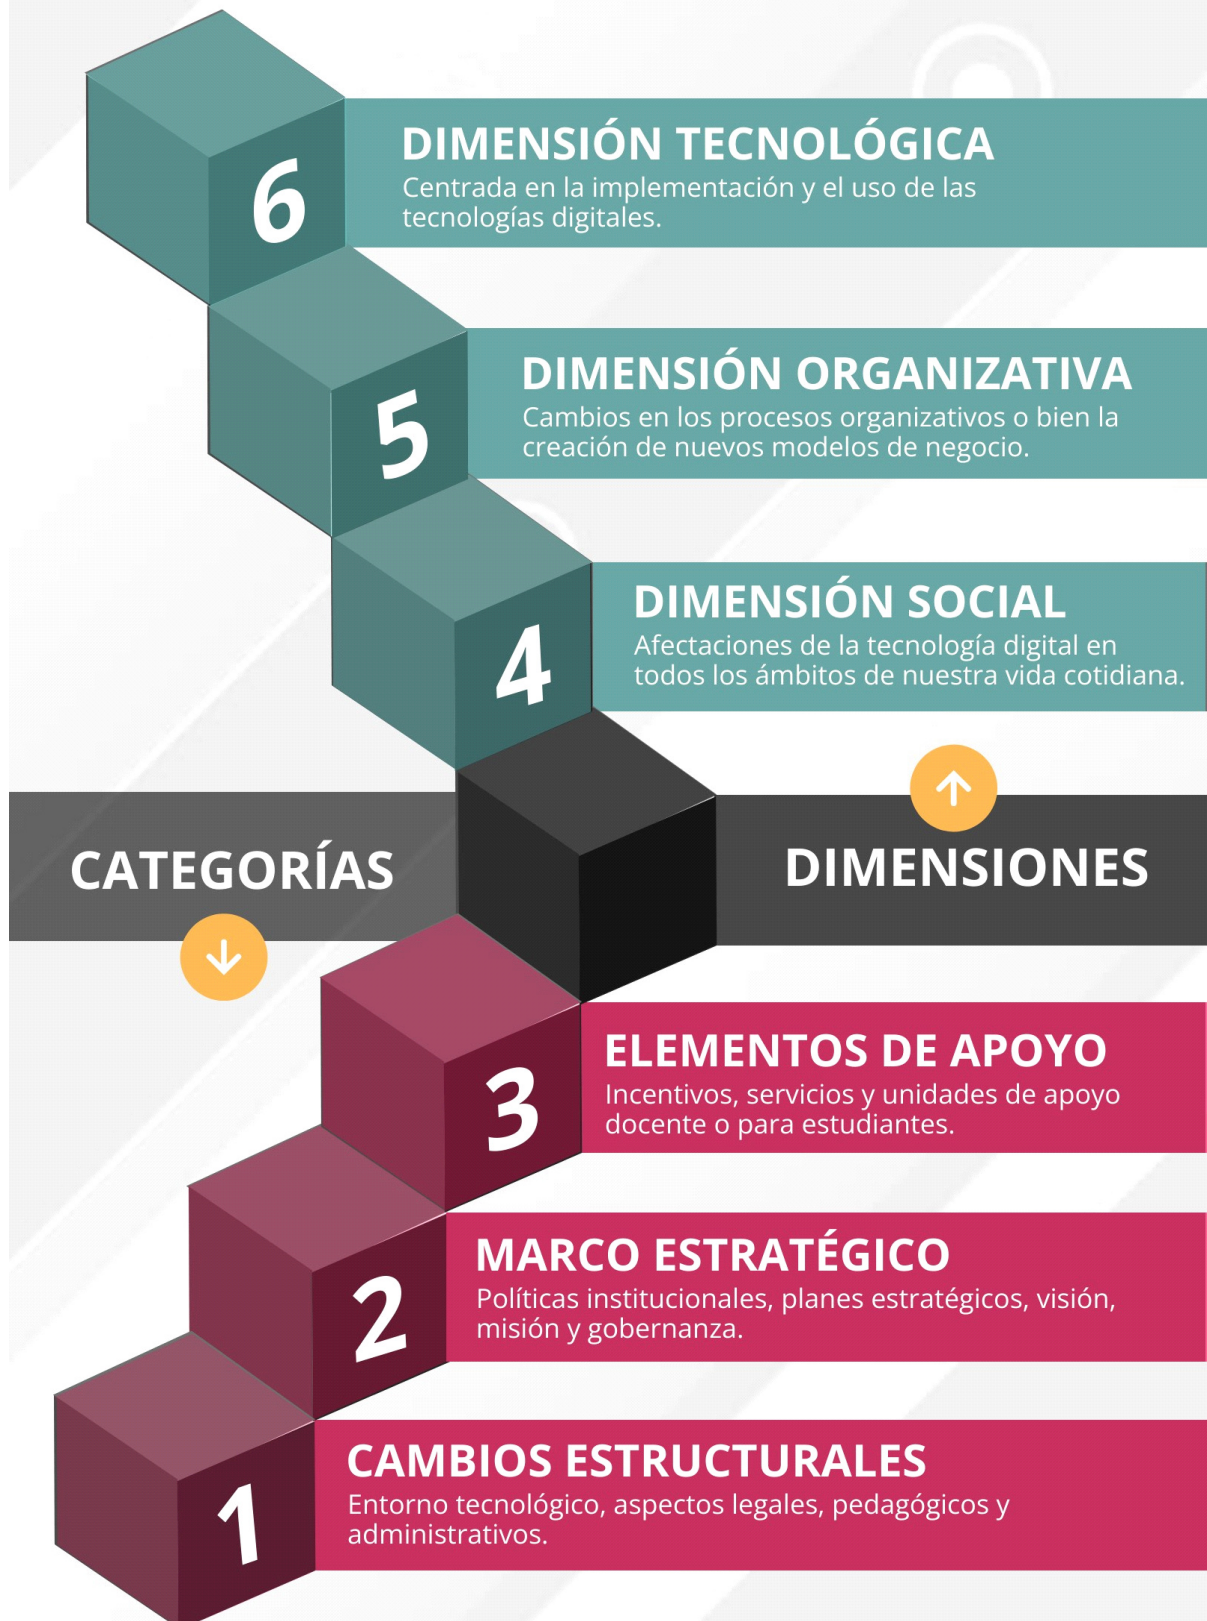 6
DIMENSIÓN TECNOLÓGICA
Centrada en la implementación y el uso de las
tecnologías digitales.
5
DIMENSIÓN ORGANIZATIVA
Cambios en los procesos organizativos o bien la
creación de nuevos modelos de negocio.
4
DIMENSIÓN SOCIAL
Afectaciones de la tecnología digital en
todos los ámbitos de nuestra vida cotidiana.
CATEGORÍAS
DIMENSIONES
3
ELEMENTOS DE APOYO
Incentivos, servicios y unidades de apoyo
docente o para estudiantes.
2
MARCO ESTRATÉGICO
Políticas institucionales, planes estratégicos, visión,
misión y gobernanza.
1
CAMBIOS ESTRUCTURALES
Entorno tecnológico, aspectos legales, pedagógicos y
administrativos.